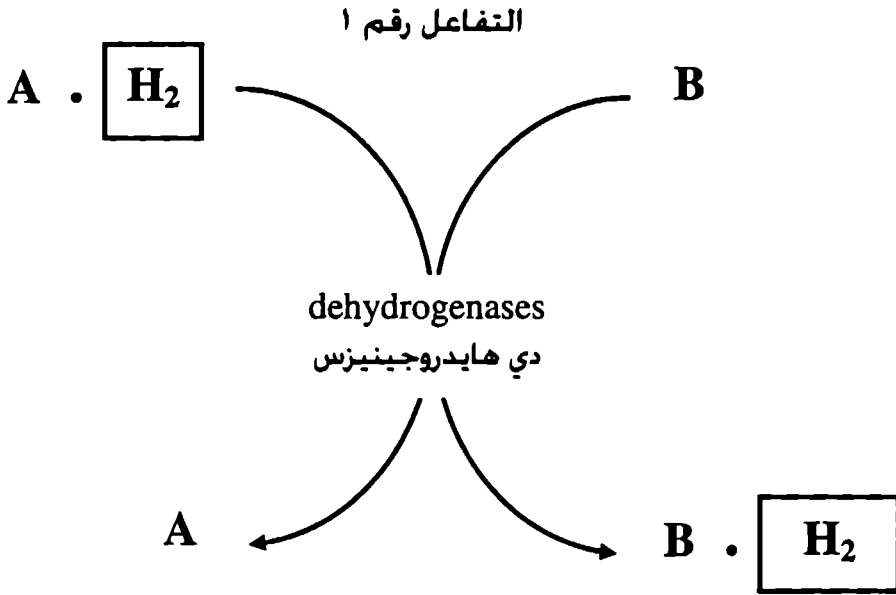 التفاعل رقم ١
A . H₂ B
dehydrogenases
دي هايدروجينيزس
A B . H₂